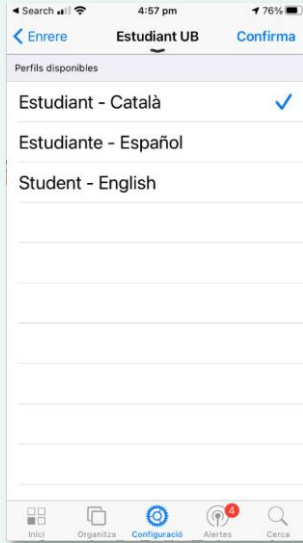 Search 4:57 pm 76%
Enrere Estudiant UB Confirma
Perfils disponibles
Estudiant - Català
Estudiante - Español
Student - English
4
Inici Organitza Configuració Alertes Cerca